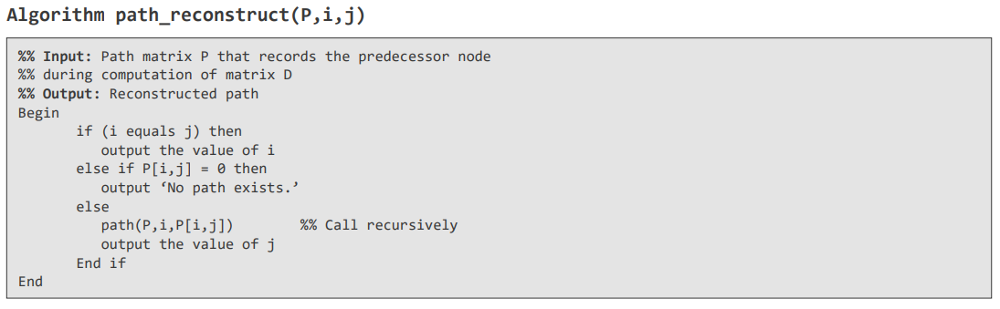 Algorithm path_reconstruct(P,i,j)
%% Input: Path matrix P that records the predecessor node
%% during computation of matrix D
%% Output: Reconstructed path
Begin
if (i equals j) then
output the value of i
else if P[i,j] = 0 then
output ‘No path exists.’
else
path(P,i,P[i,j]) %% Call recursively
output the value of j
End if
End